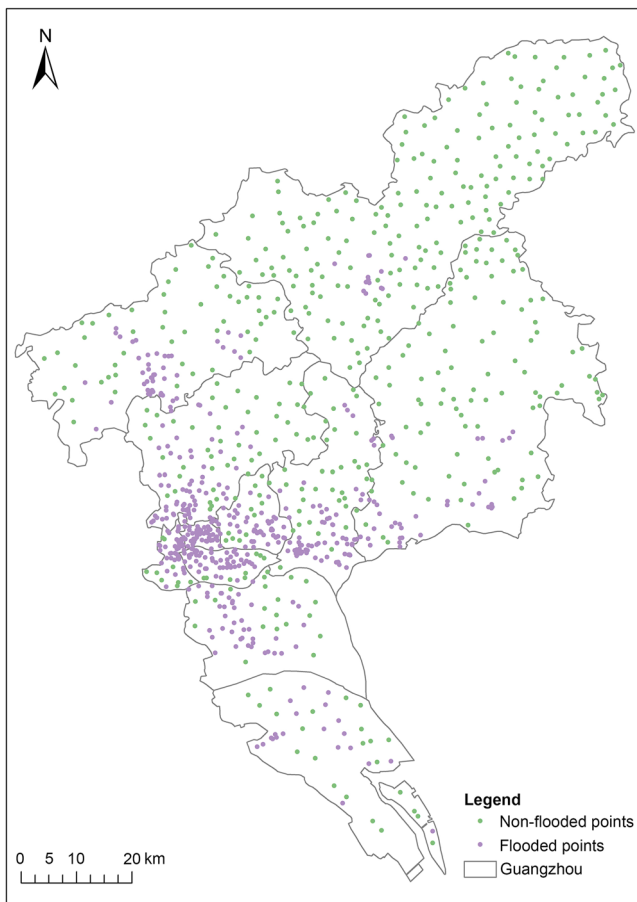 N
Legend
Non-flooded points
Flooded points
Guangzhou
0 5 10 20 km